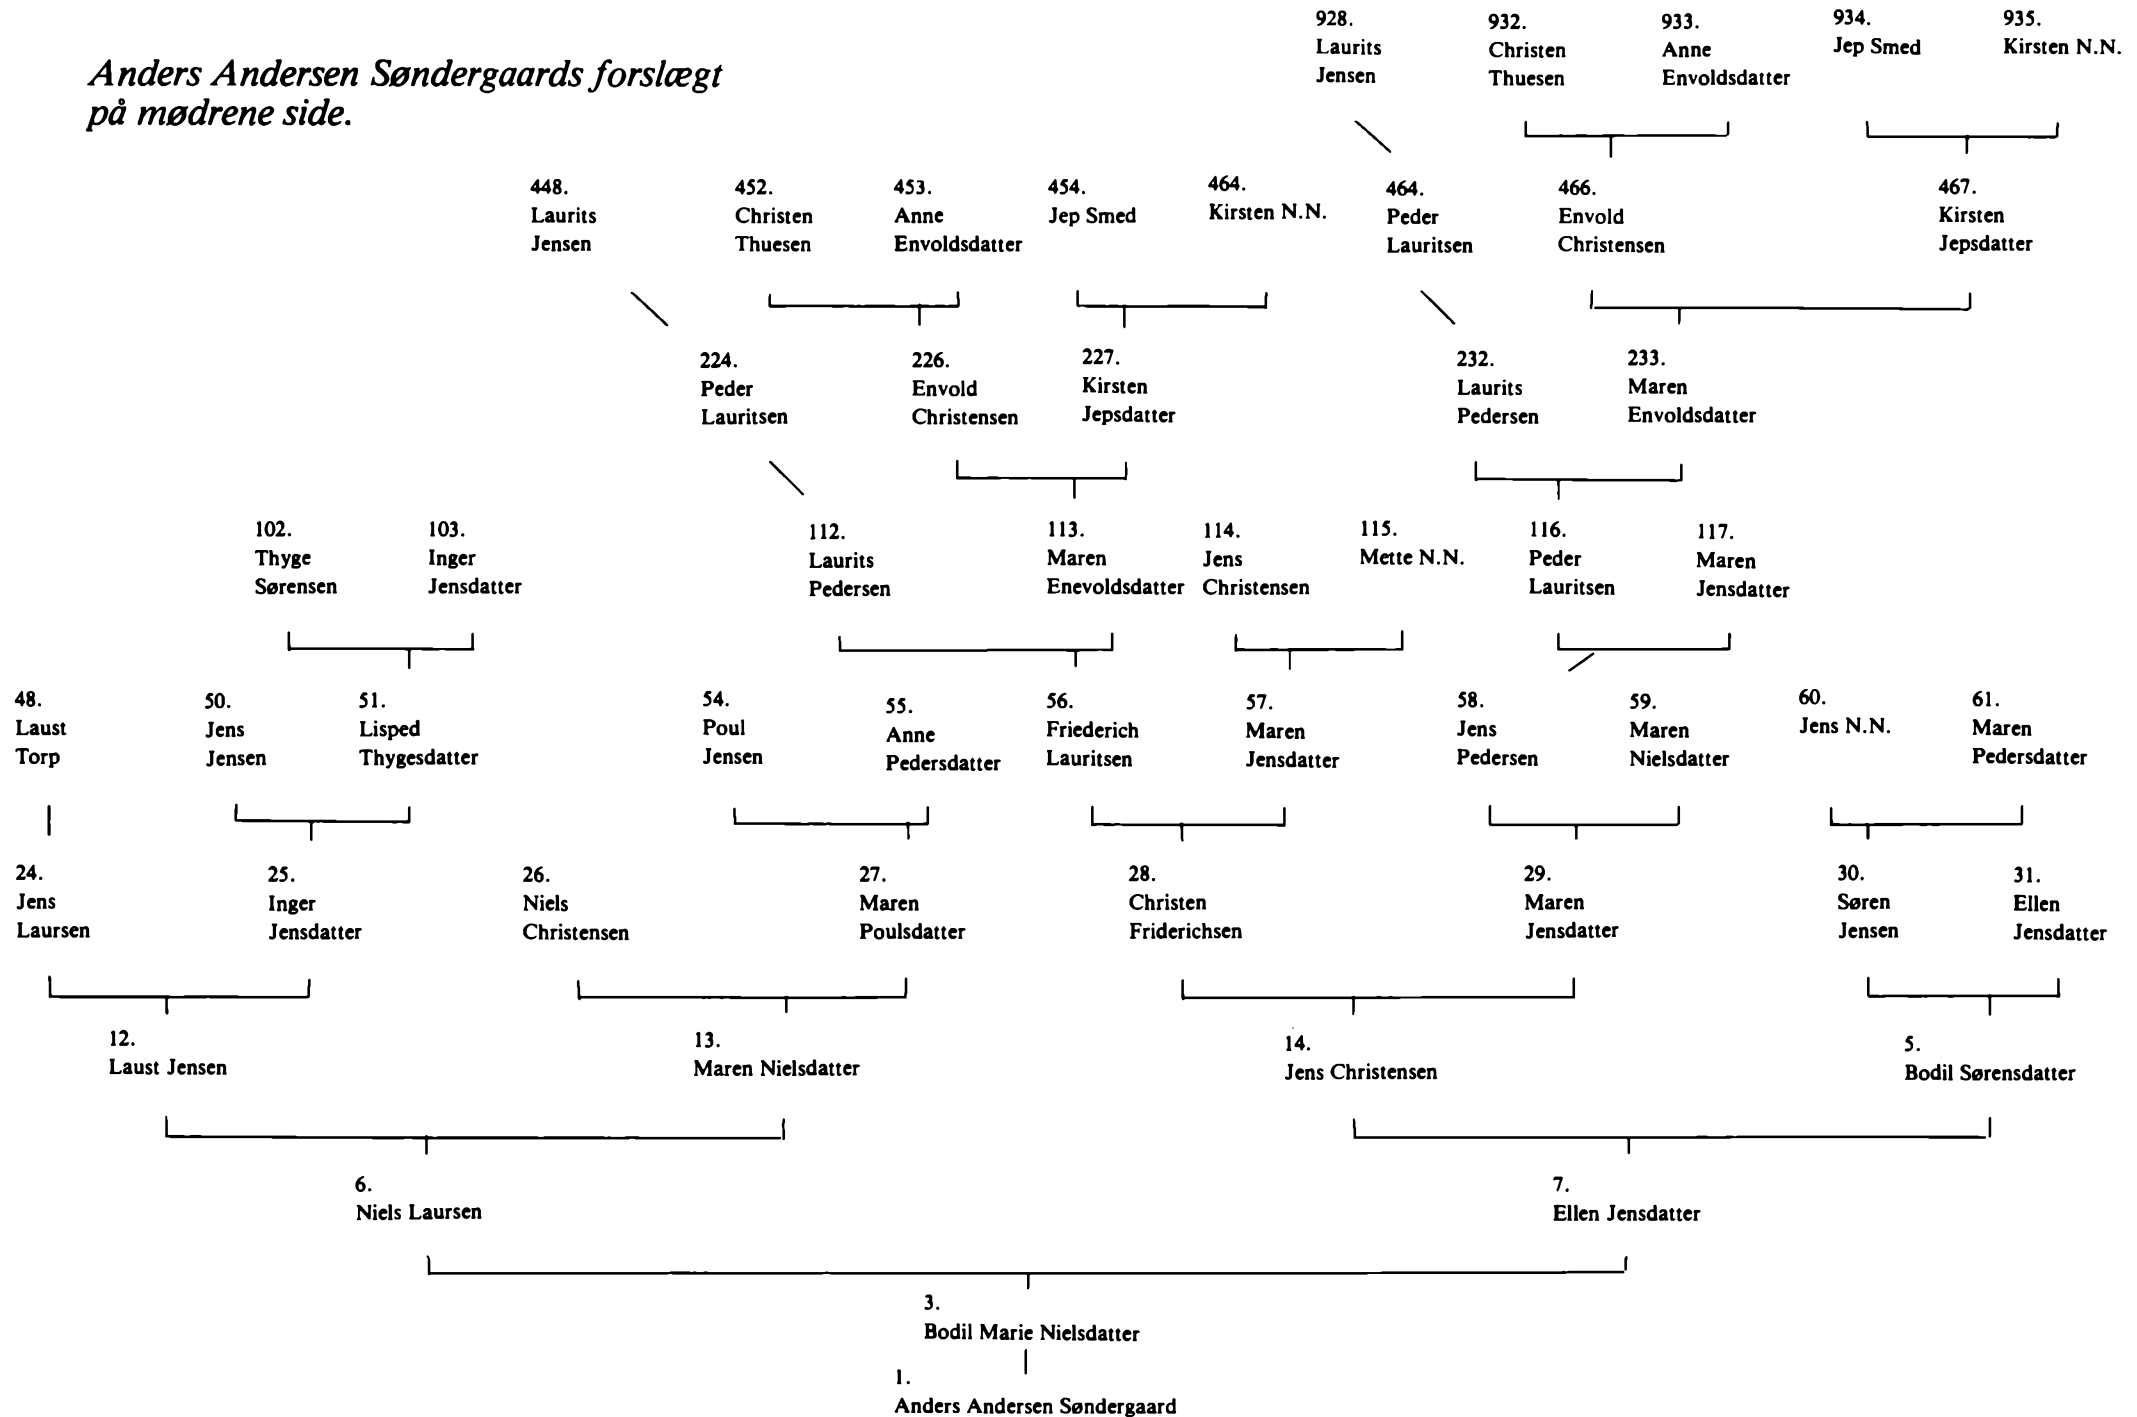 Anders Andersen Søndergaards forslægt
på mødrene side.
928.
Laurits
Jensen
932.
Christen
Thuesen
933.
Anne
Envoldsdatter
934.
Jep Smed
935.
Kirsten N.N.
448.
Laurits
Jensen
452.
Christen
Thuesen
453.
Anne
Envoldsdatter
454.
Jep Smed
464.
Kirsten N.N.
464.
Peder
Lauritsen
466.
Envold
Christensen
467.
Kirsten
Jepsdatter
224.
Peder
Lauritsen
226.
Envold
Christensen
227.
Kirsten
Jepsdatter
232.
Laurits
Pedersen
233.
Maren
Envoldsdatter
102.
Thyge
Sørensen
103.
Inger
Jensdatter
112.
Laurits
Pedersen
113.
Maren
Enevoldsdatter
114.
Jens
Christensen
115.
Mette N.N.
116.
Peder
Lauritsen
117.
Maren
Jensdatter
48.
Laust
Torp
50.
Jens
Jensen
51.
Lisped
Thygesdatter
54.
Poul
Jensen
55.
Anne
Pedersdatter
56.
Friederich
Lauritsen
57.
Maren
Jensdatter
58.
Jens
Pedersen
59.
Maren
Nielsdatter
60.
Jens N.N.
61.
Maren
Pedersdatter
24.
Jens
Laursen
25.
Inger
Jensdatter
26.
Niels
Christensen
27.
Maren
Poulsdatter
28.
Christen
Friderichsen
29.
Maren
Jensdatter
30.
Søren
Jensen
31.
Ellen
Jensdatter
12.
Laust Jensen
13.
Maren Nielsdatter
14.
Jens Christensen
5.
Bodil Sørensdatter
6.
Niels Laursen
7.
Ellen Jensdatter
3.
Bodil Marie Nielsdatter
1.
Anders Andersen Søndergaard